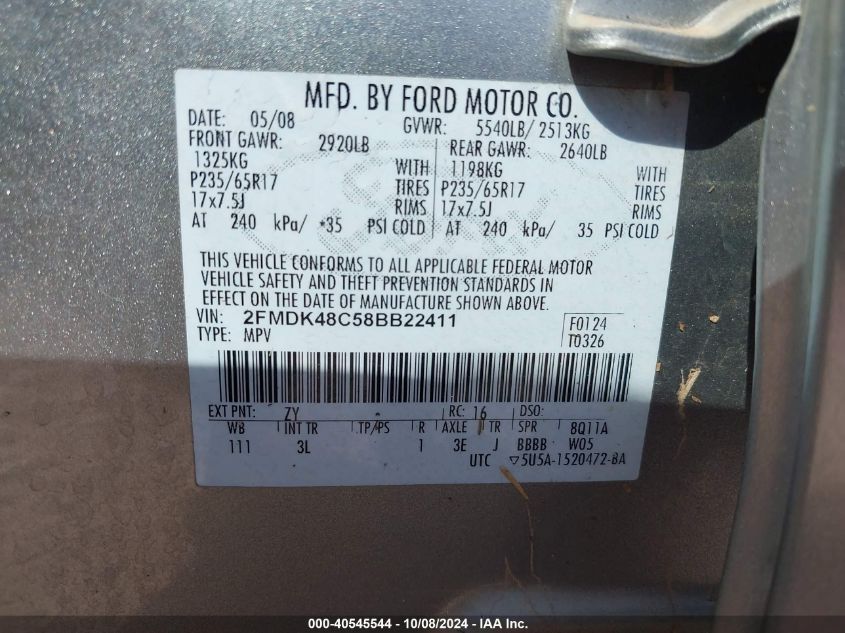 MFD. BY FORD MOTOR CO.
DATE: 05/08 GVWR: 5540LB/ 2513KG
FRONT GAWR: 2920LB REAR GAWR: 2640LB
1325KG WITH 1198KG WITH
P235/65R17 TIRES P235/65R17 TIRES
17x7.5J RIMS 17x7.5J RIMS
AT 240 kPa/ *35 PSI COLD AT 240 kPa/ 35 PSI COLD
THIS VEHICLE CONFORMS TO ALL APPLICABLE FEDERAL MOTOR
VEHICLE SAFETY AND THEFT PREVENTION STANDARDS IN
EFFECT ON THE DATE OF MANUFACTURE SHOWN ABOVE.
VIN: 2FMDK48C58BB22411 F0124
TYPE: MPV T0326
EXT PNT: ZY RC: 16 DSO:
WB INT TR TP/PS R AXLE TR SPR 8Q11A
111 3L 1 3E J BBBB W05
UTC ▽5U5A-1520472-BA
000-40545544 - 10/08/2024 - IAA Inc.